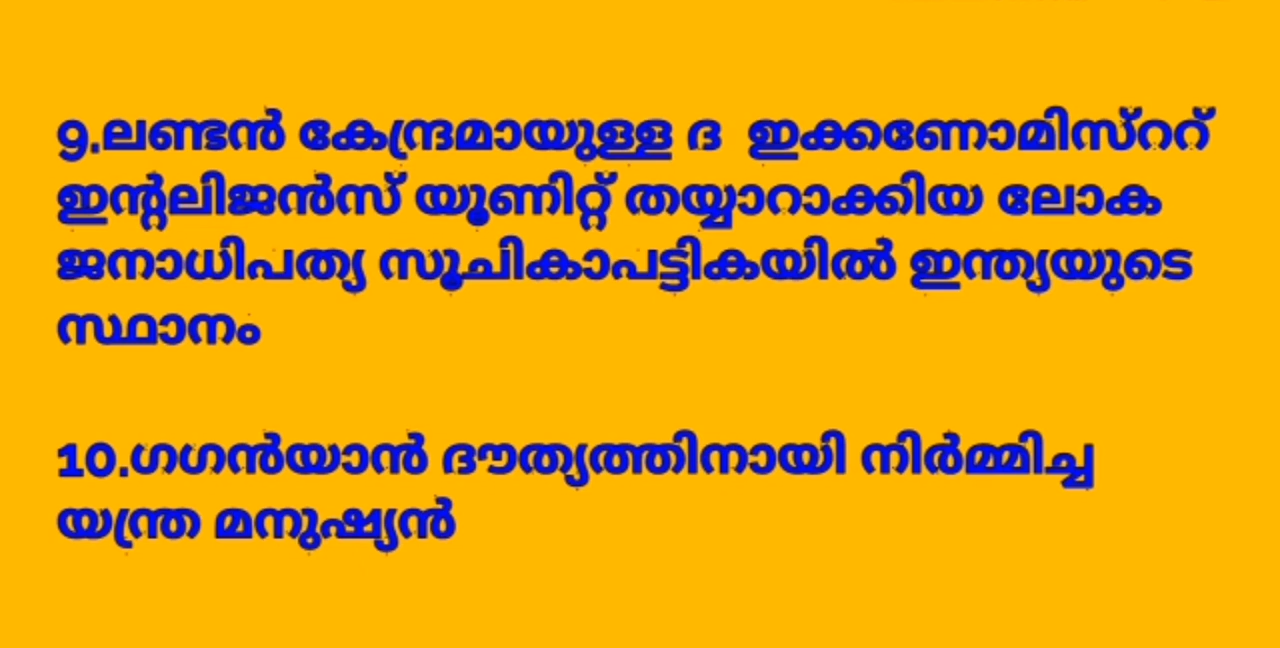 9.ലണ്ടൻ കേന്ദ്രമായുള്ള ദ ഇക്കണോമിസ്ററ്
ഇന്റലിജൻസ് യൂണിറ്റ് തയ്യാറാക്കിയ ലോക
ജനാധിപത്യ സൂചികാപട്ടികയിൽ ഇന്ത്യയുടെ
സ്ഥാനം
10.ഗഗൻയാൻ ദൗത്യത്തിനായി നിർമ്മിച്ച
യന്ത്ര മനുഷ്യൻ